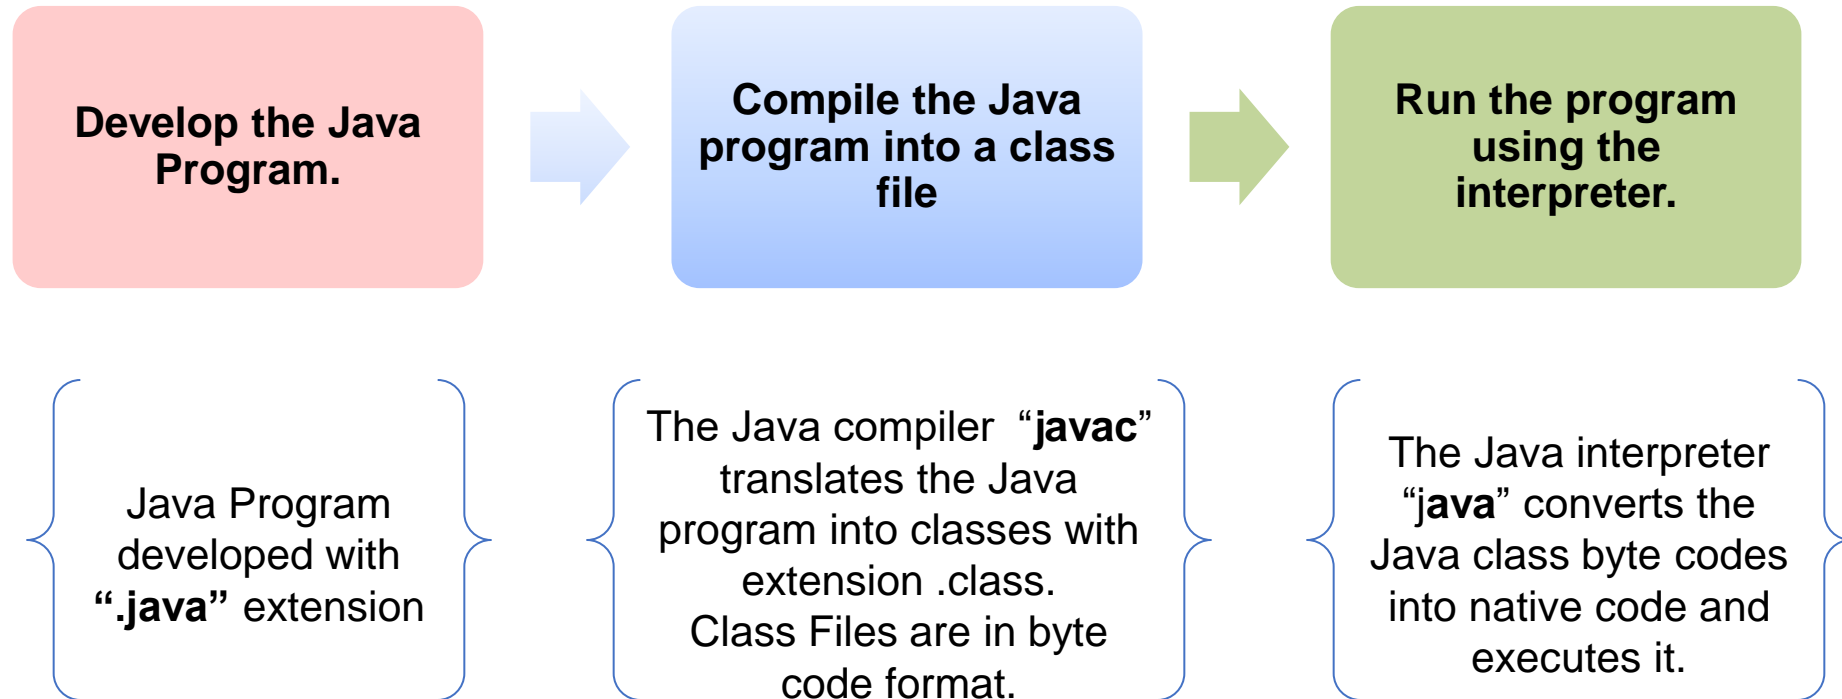 Develop the Java
Program.
Compile the Java
program into a class
file
Run the program
using the
interpreter.
Java Program
developed with
“.java” extension
The Java compiler “javac”
translates the Java
program into classes with
extension .class.
Class Files are in byte
code format.
The Java interpreter
“java” converts the
Java class byte codes
into native code and
executes it.